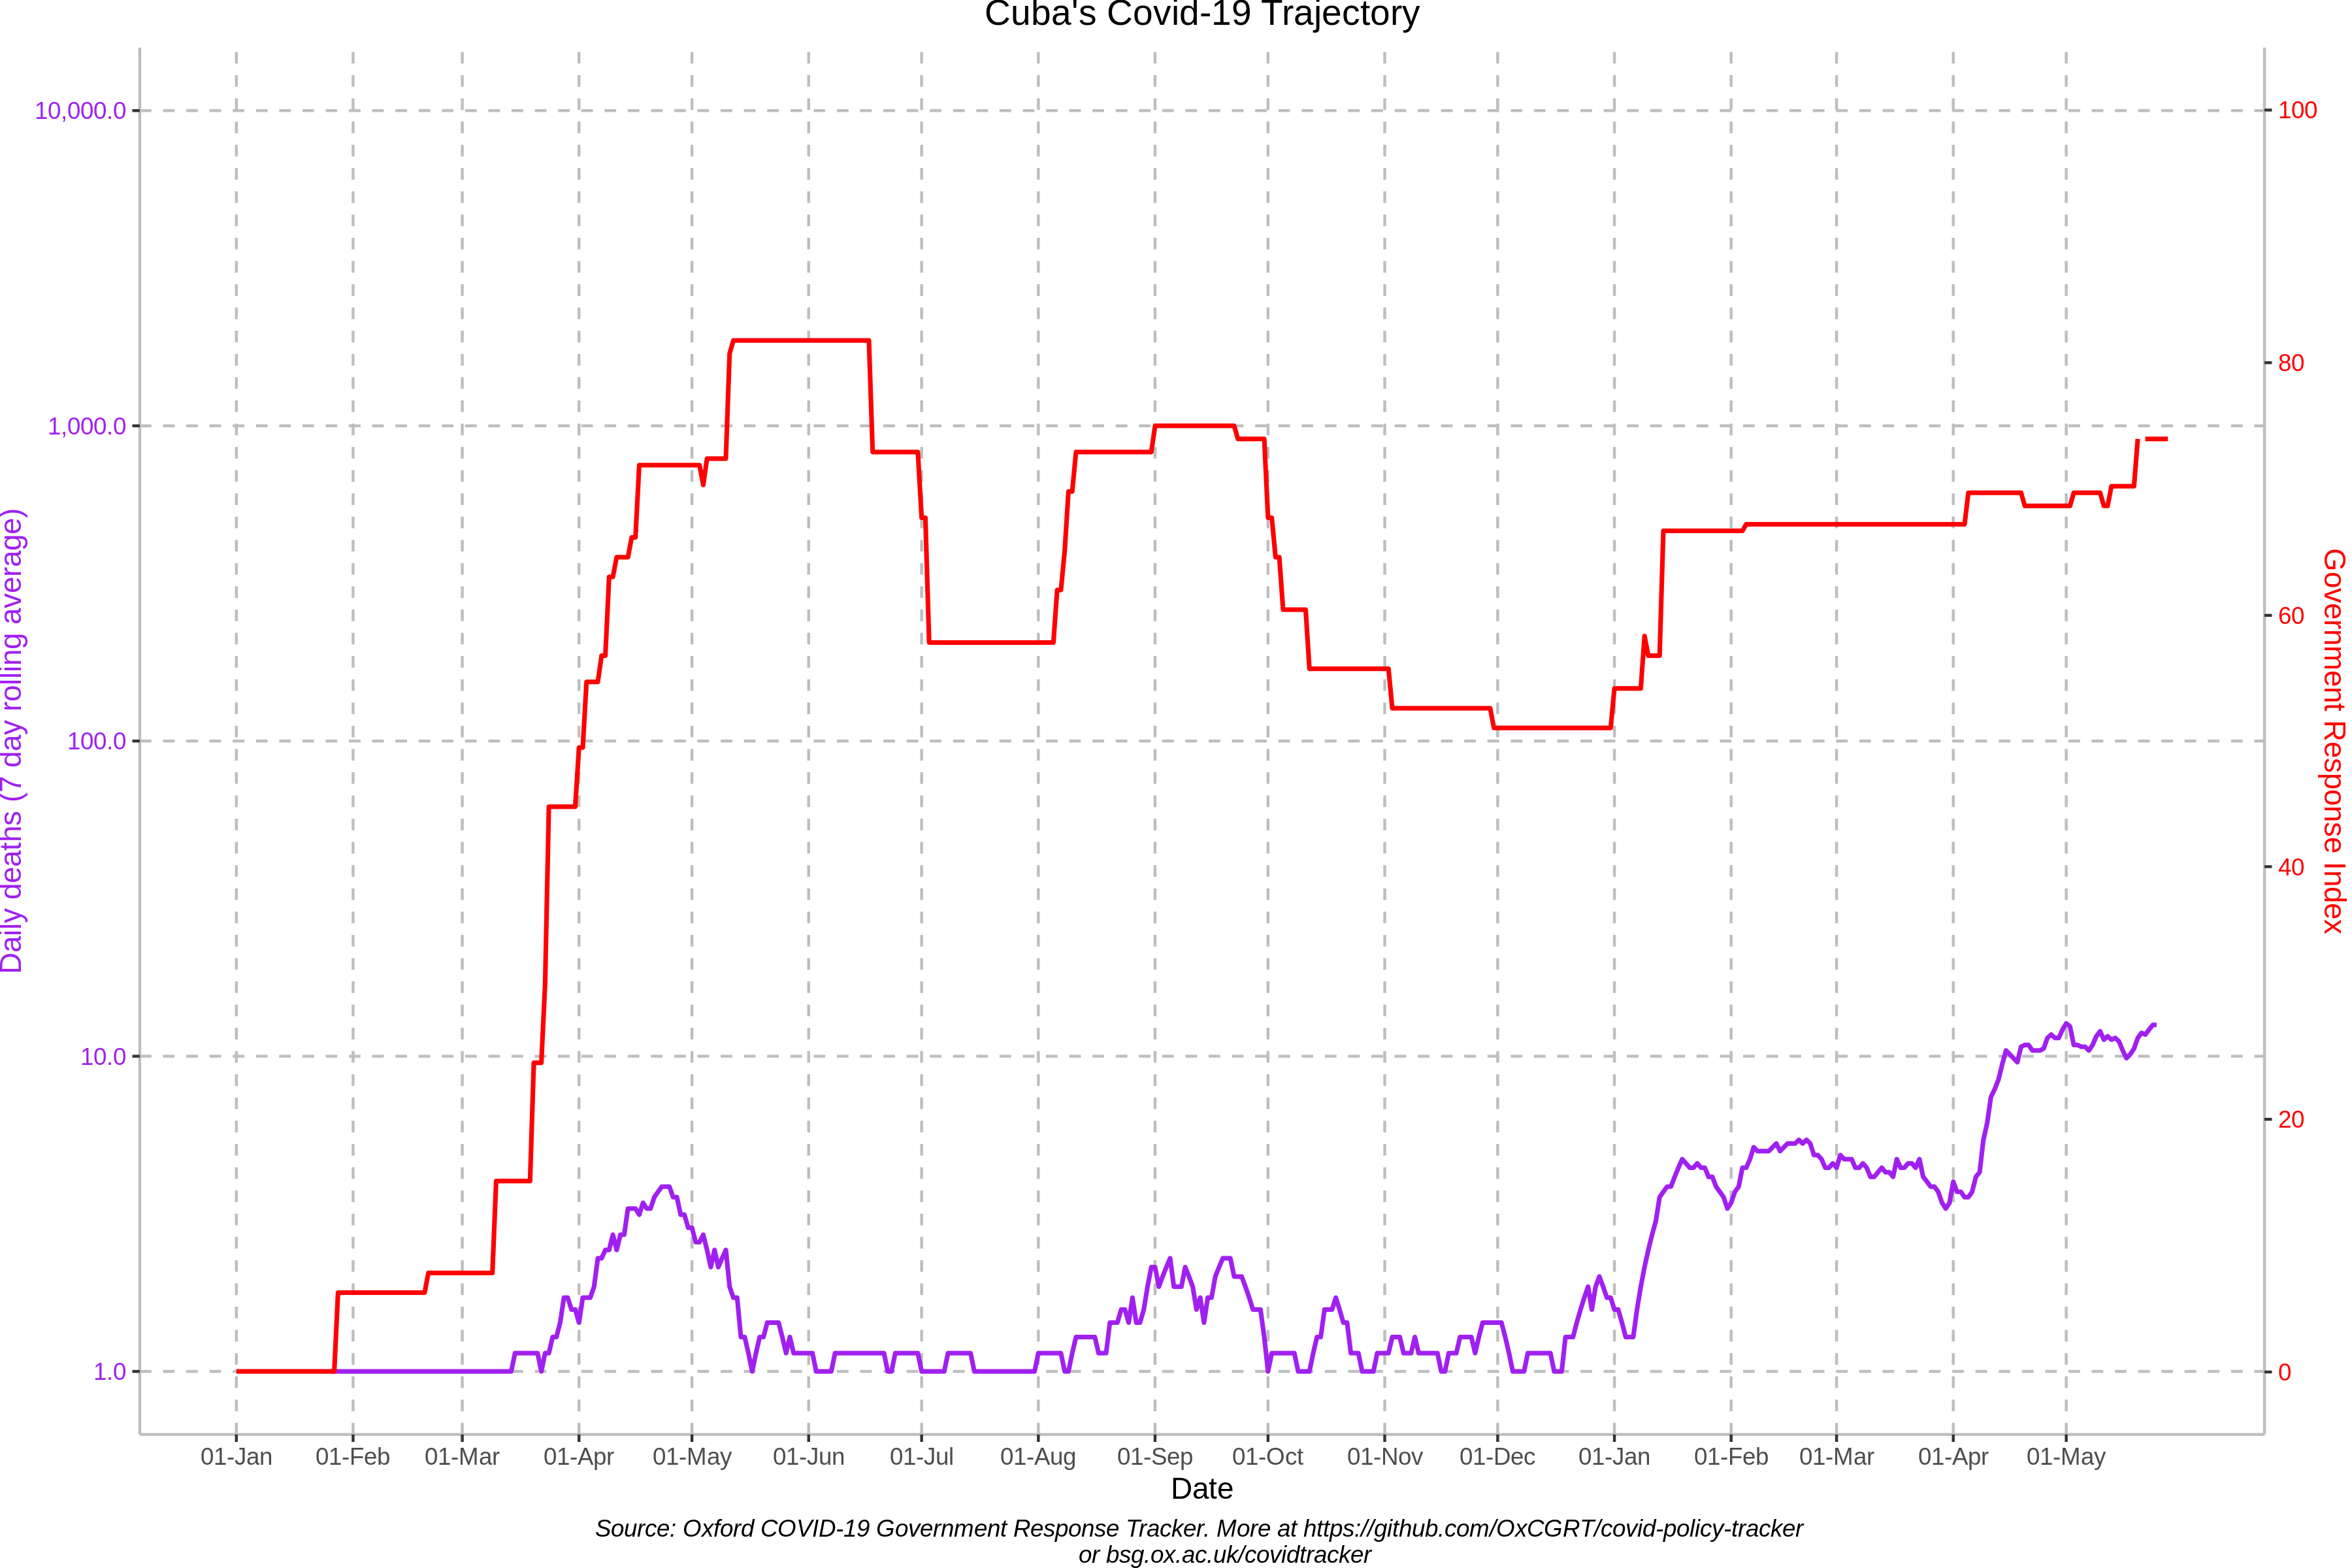 Cuba's Covid-19 Trajectory
10,000.0
1,000.0
100.0
10.0
1.0
Daily deaths (7 day rolling average)
100
80
60
40
20
0
Government Response Index
01-Jan
01-Feb
01-Mar
01-Apr
01-May
01-Jun
01-Jul
01-Aug
01-Sep
01-Oct
01-Nov
01-Dec
01-Jan
01-Feb
01-Mar
01-Apr
01-May
Date
Source: Oxford COVID-19 Government Response Tracker. More at https://github.com/OxCGRT/covid-policy-tracker
or bsg.ox.ac.uk/covidtracker